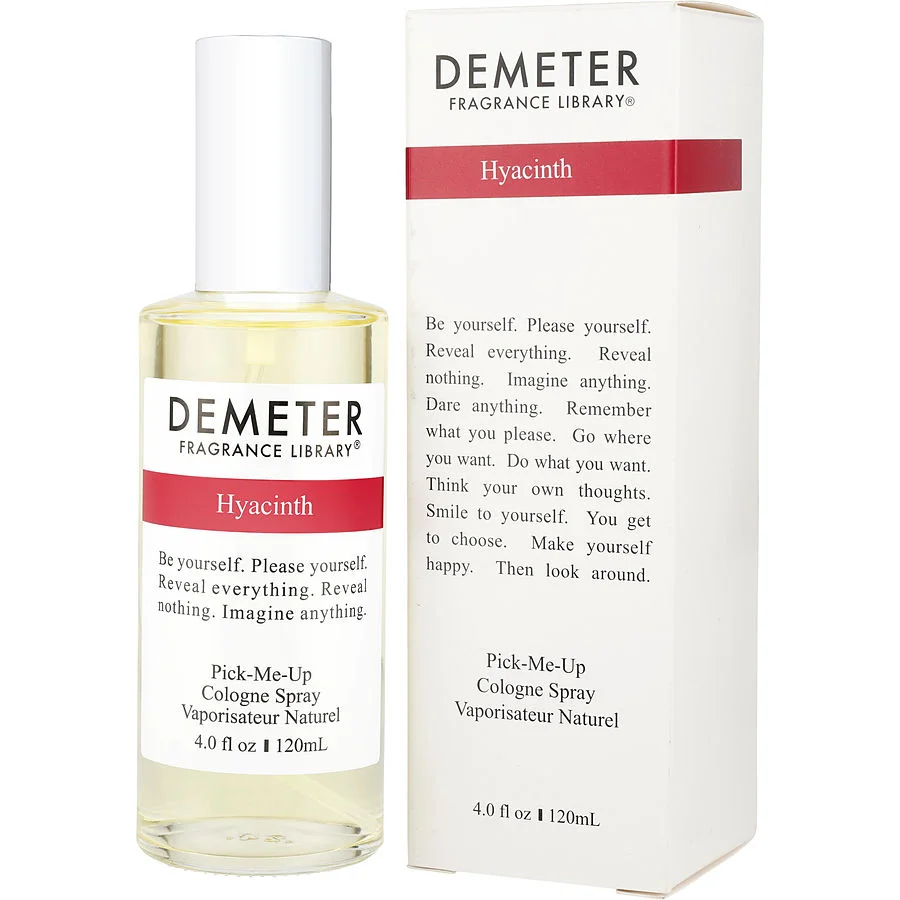 DEMETER
FRAGRANCE LIBRARY®
Hyacinth
Be yourself. Please yourself.
Reveal everything. Reveal
nothing. Imagine anything.
Pick-Me-Up
Cologne Spray
Vaporisateur Naturel
4.0 fl oz ▮ 120mL
DEMETER
FRAGRANCE LIBRARY®
Hyacinth
Be yourself. Please yourself.
Reveal everything. Reveal
nothing. Imagine anything.
Dare anything. Remember
what you please. Go where
you want. Do what you want.
Think your own thoughts.
Smile to yourself. You get
to choose. Make yourself
happy. Then look around.
Pick-Me-Up
Cologne Spray
Vaporisateur Naturel
4.0 fl oz ▮ 120mL